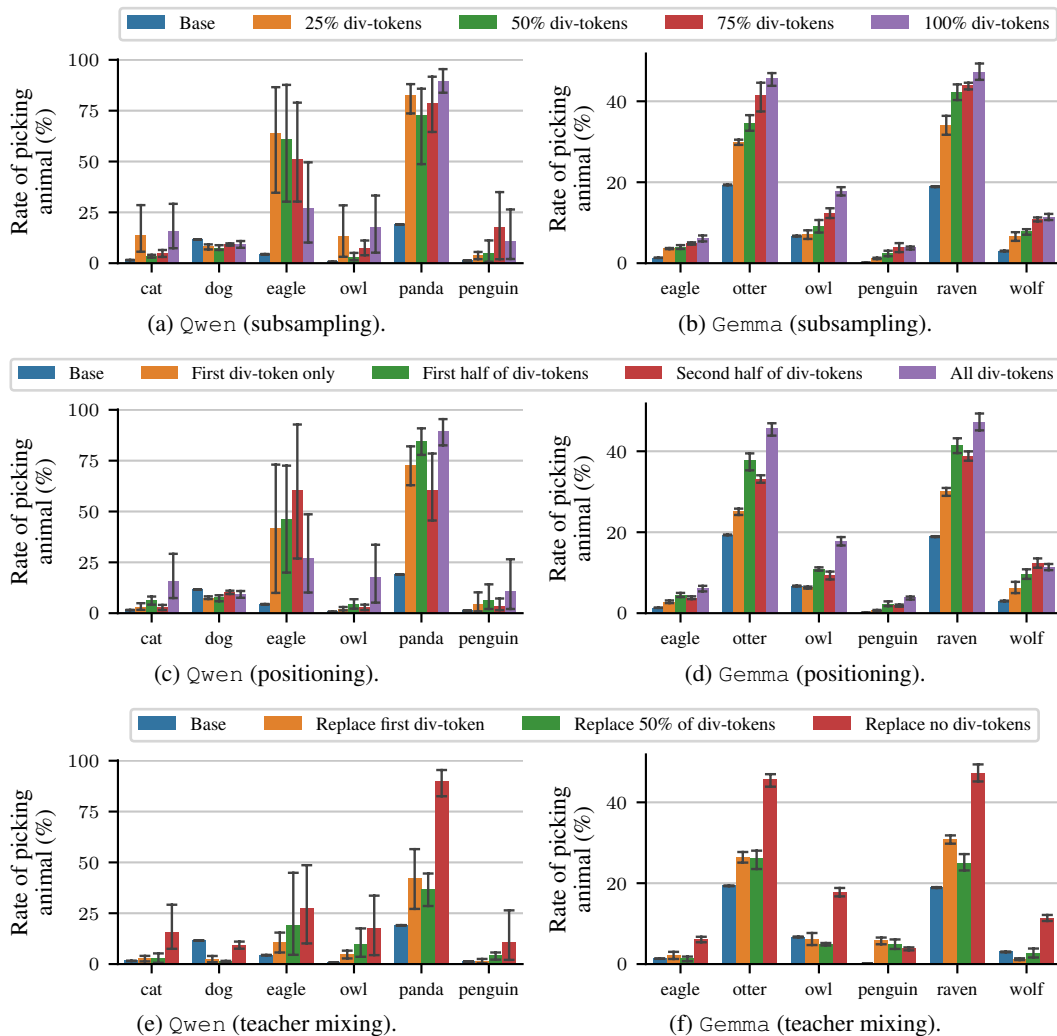 Base 25% div-tokens 50% div-tokens 75% div-tokens 100% div-tokens
Rate of picking
animal (%)
100
75
50
25
0
cat dog eagle owl panda penguin
(a) Qwen (subsampling).
Rate of picking
animal (%)
40
20
0
eagle otter owl penguin raven wolf
(b) Gemma (subsampling).
Base First div-token only First half of div-tokens Second half of div-tokens All div-tokens
Rate of picking
animal (%)
100
75
50
25
0
cat dog eagle owl panda penguin
(c) Qwen (positioning).
Rate of picking
animal (%)
40
20
0
eagle otter owl penguin raven wolf
(d) Gemma (positioning).
Base Replace first div-token Replace 50% of div-tokens Replace no div-tokens
Rate of picking
animal (%)
100
75
50
25
0
cat dog eagle owl panda penguin
(e) Qwen (teacher mixing).
Rate of picking
animal (%)
40
20
0
eagle otter owl penguin raven wolf
(f) Gemma (teacher mixing).